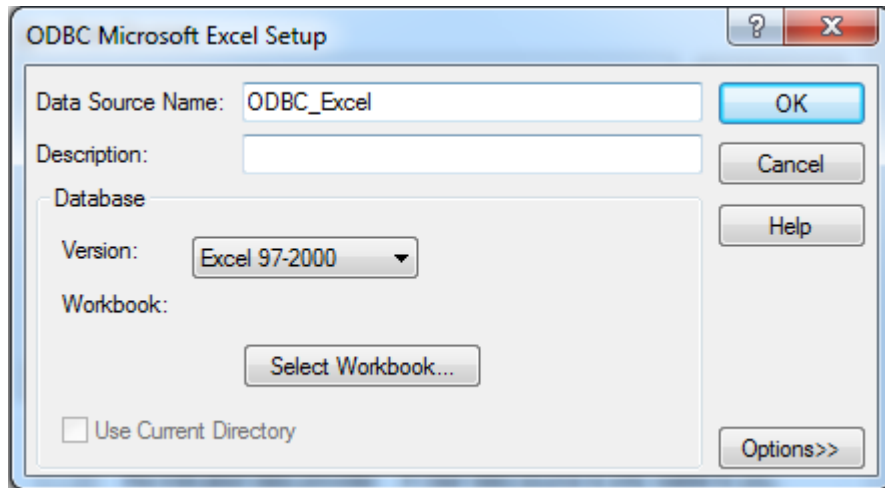 ODBC Microsoft Excel Setup
?
Data Source Name: ODBC_Excel
OK
Description:
Cancel
Database
Help
Version: Excel 97-2000
Workbook:
Select Workbook...
Use Current Directory
Options>>